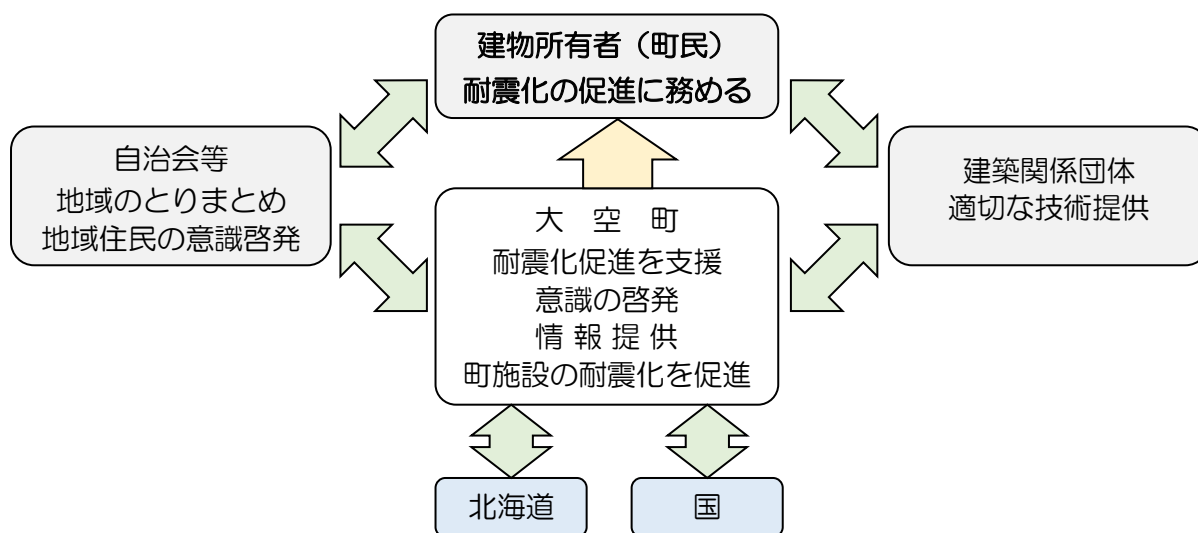 建物所有者（町民）
耐震化の促進に務める
自治会等
地域のとりまとめ
地域住民の意識啓発
建築関係団体
適切な技術提供
大　空　町
耐震化促進を支援
意識の啓発
情 報 提 供
町施設の耐震化を促進
北海道
国